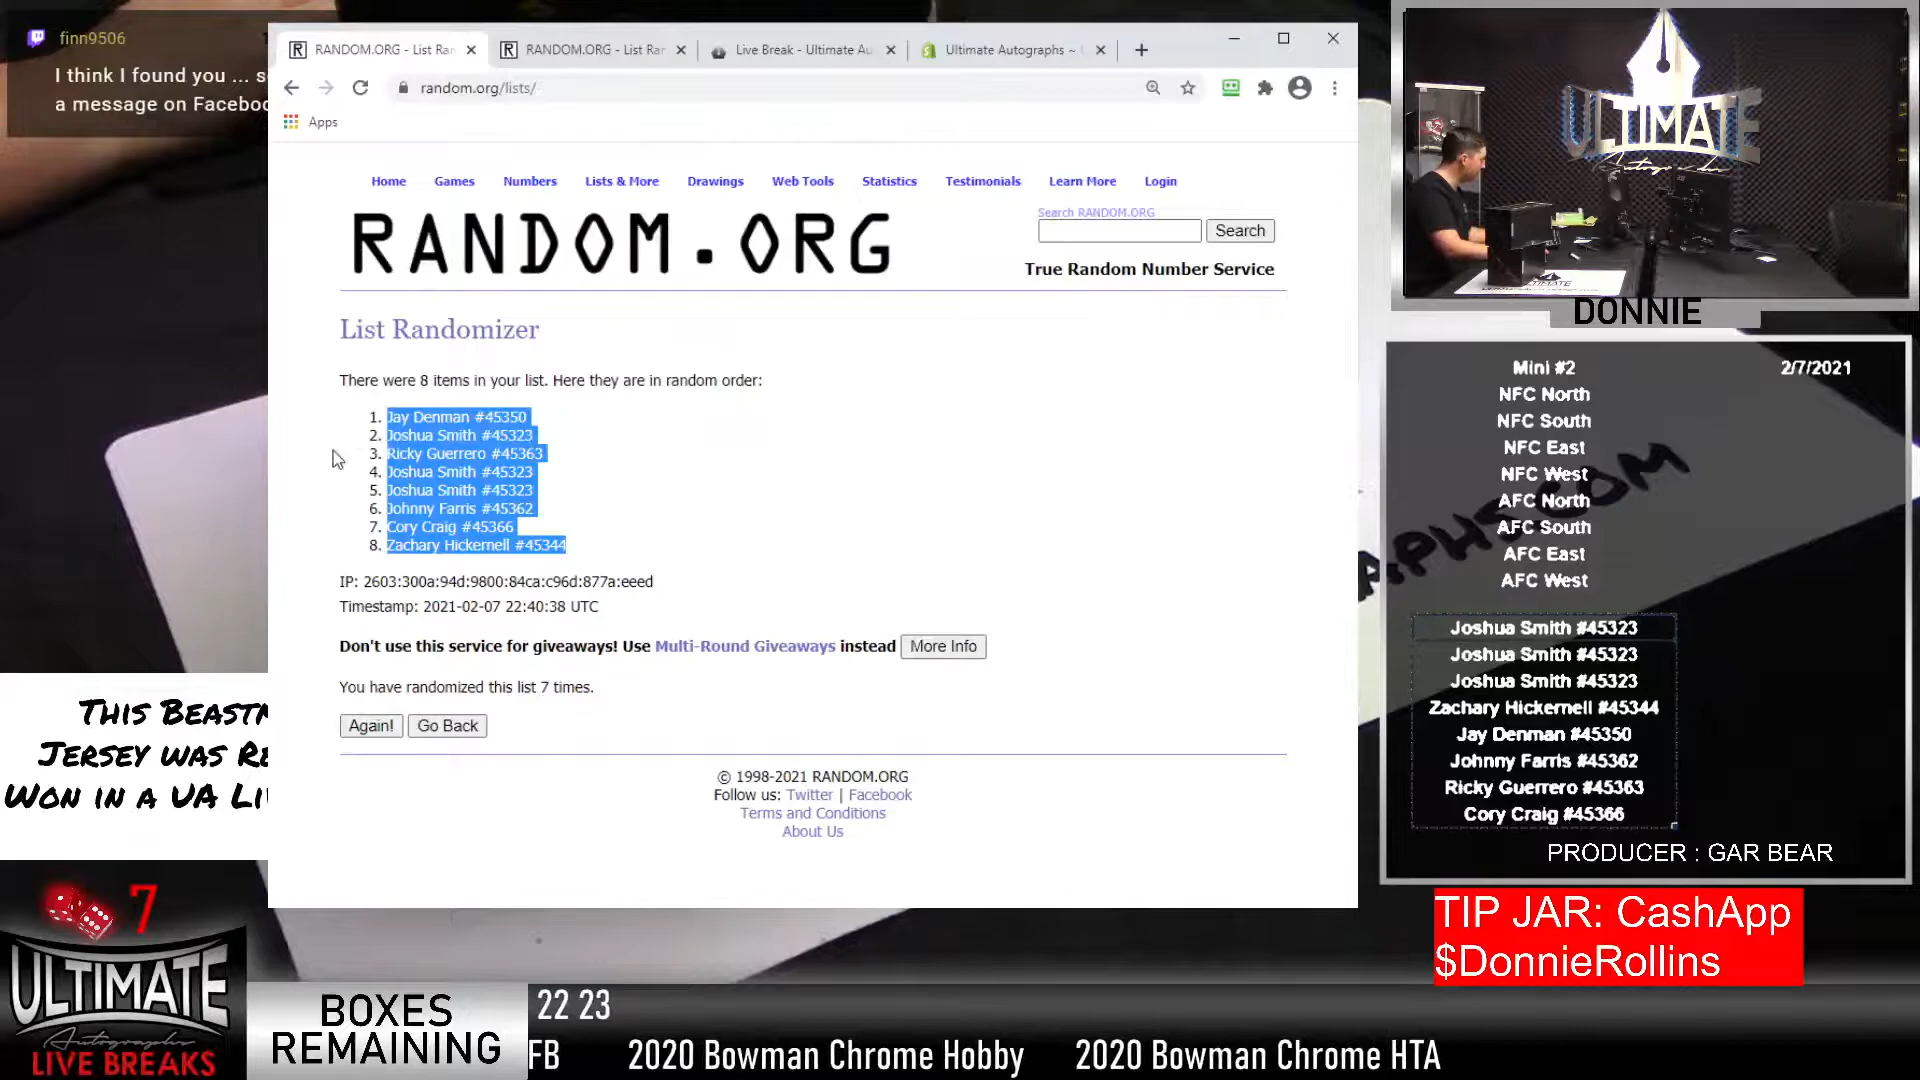 finn9506
I think I found you ... s
a message on Faceboo
RANDOM.ORG - List Ran
RANDOM.ORG - List Ran
Live Break - Ultimate Au
Ultimate Autographs ~
random.org/lists/
Apps
Home Games Numbers Lists & More Drawings Web Tools Statistics Testimonials Learn More Login
RANDOM.ORG
Search RANDOM.ORG
Search
True Random Number Service
List Randomizer
There were 8 items in your list. Here they are in random order:
1. Jay Denman #45350
2. Joshua Smith #45323
3. Ricky Guerrero #45363
4. Joshua Smith #45323
5. Joshua Smith #45323
6. Johnny Farris #45362
7. Cory Craig #45366
8. Zachary Hickernell #45344
IP: 2603:300a:94d:9800:84ca:c96d:877a:eeed
Timestamp: 2021-02-07 22:40:38 UTC
Don't use this service for giveaways! Use Multi-Round Giveaways instead More Info
You have randomized this list 7 times.
Again! Go Back
© 1998-2021 RANDOM.ORG
Follow us: Twitter | Facebook
Terms and Conditions
About Us
ULTIMATE
Autographs
DONNIE
Mini #2 2/7/2021
NFC North
NFC South
NFC East
NFC West
AFC North
AFC South
AFC East
AFC West
Joshua Smith #45323
Joshua Smith #45323
Joshua Smith #45323
Zachary Hickernell #45344
Jay Denman #45350
Johnny Farris #45362
Ricky Guerrero #45363
Cory Craig #45366
PRODUCER : GAR BEAR
TIP JAR: CashApp
$DonnieRollins
APHS.COM
This Beastm
Jersey was Re
Won in a UA Li
7
ULTIMATE
Autographs
LIVE BREAKS
BOXES
REMAINING
22 23
FB 2020 Bowman Chrome Hobby 2020 Bowman Chrome HTA